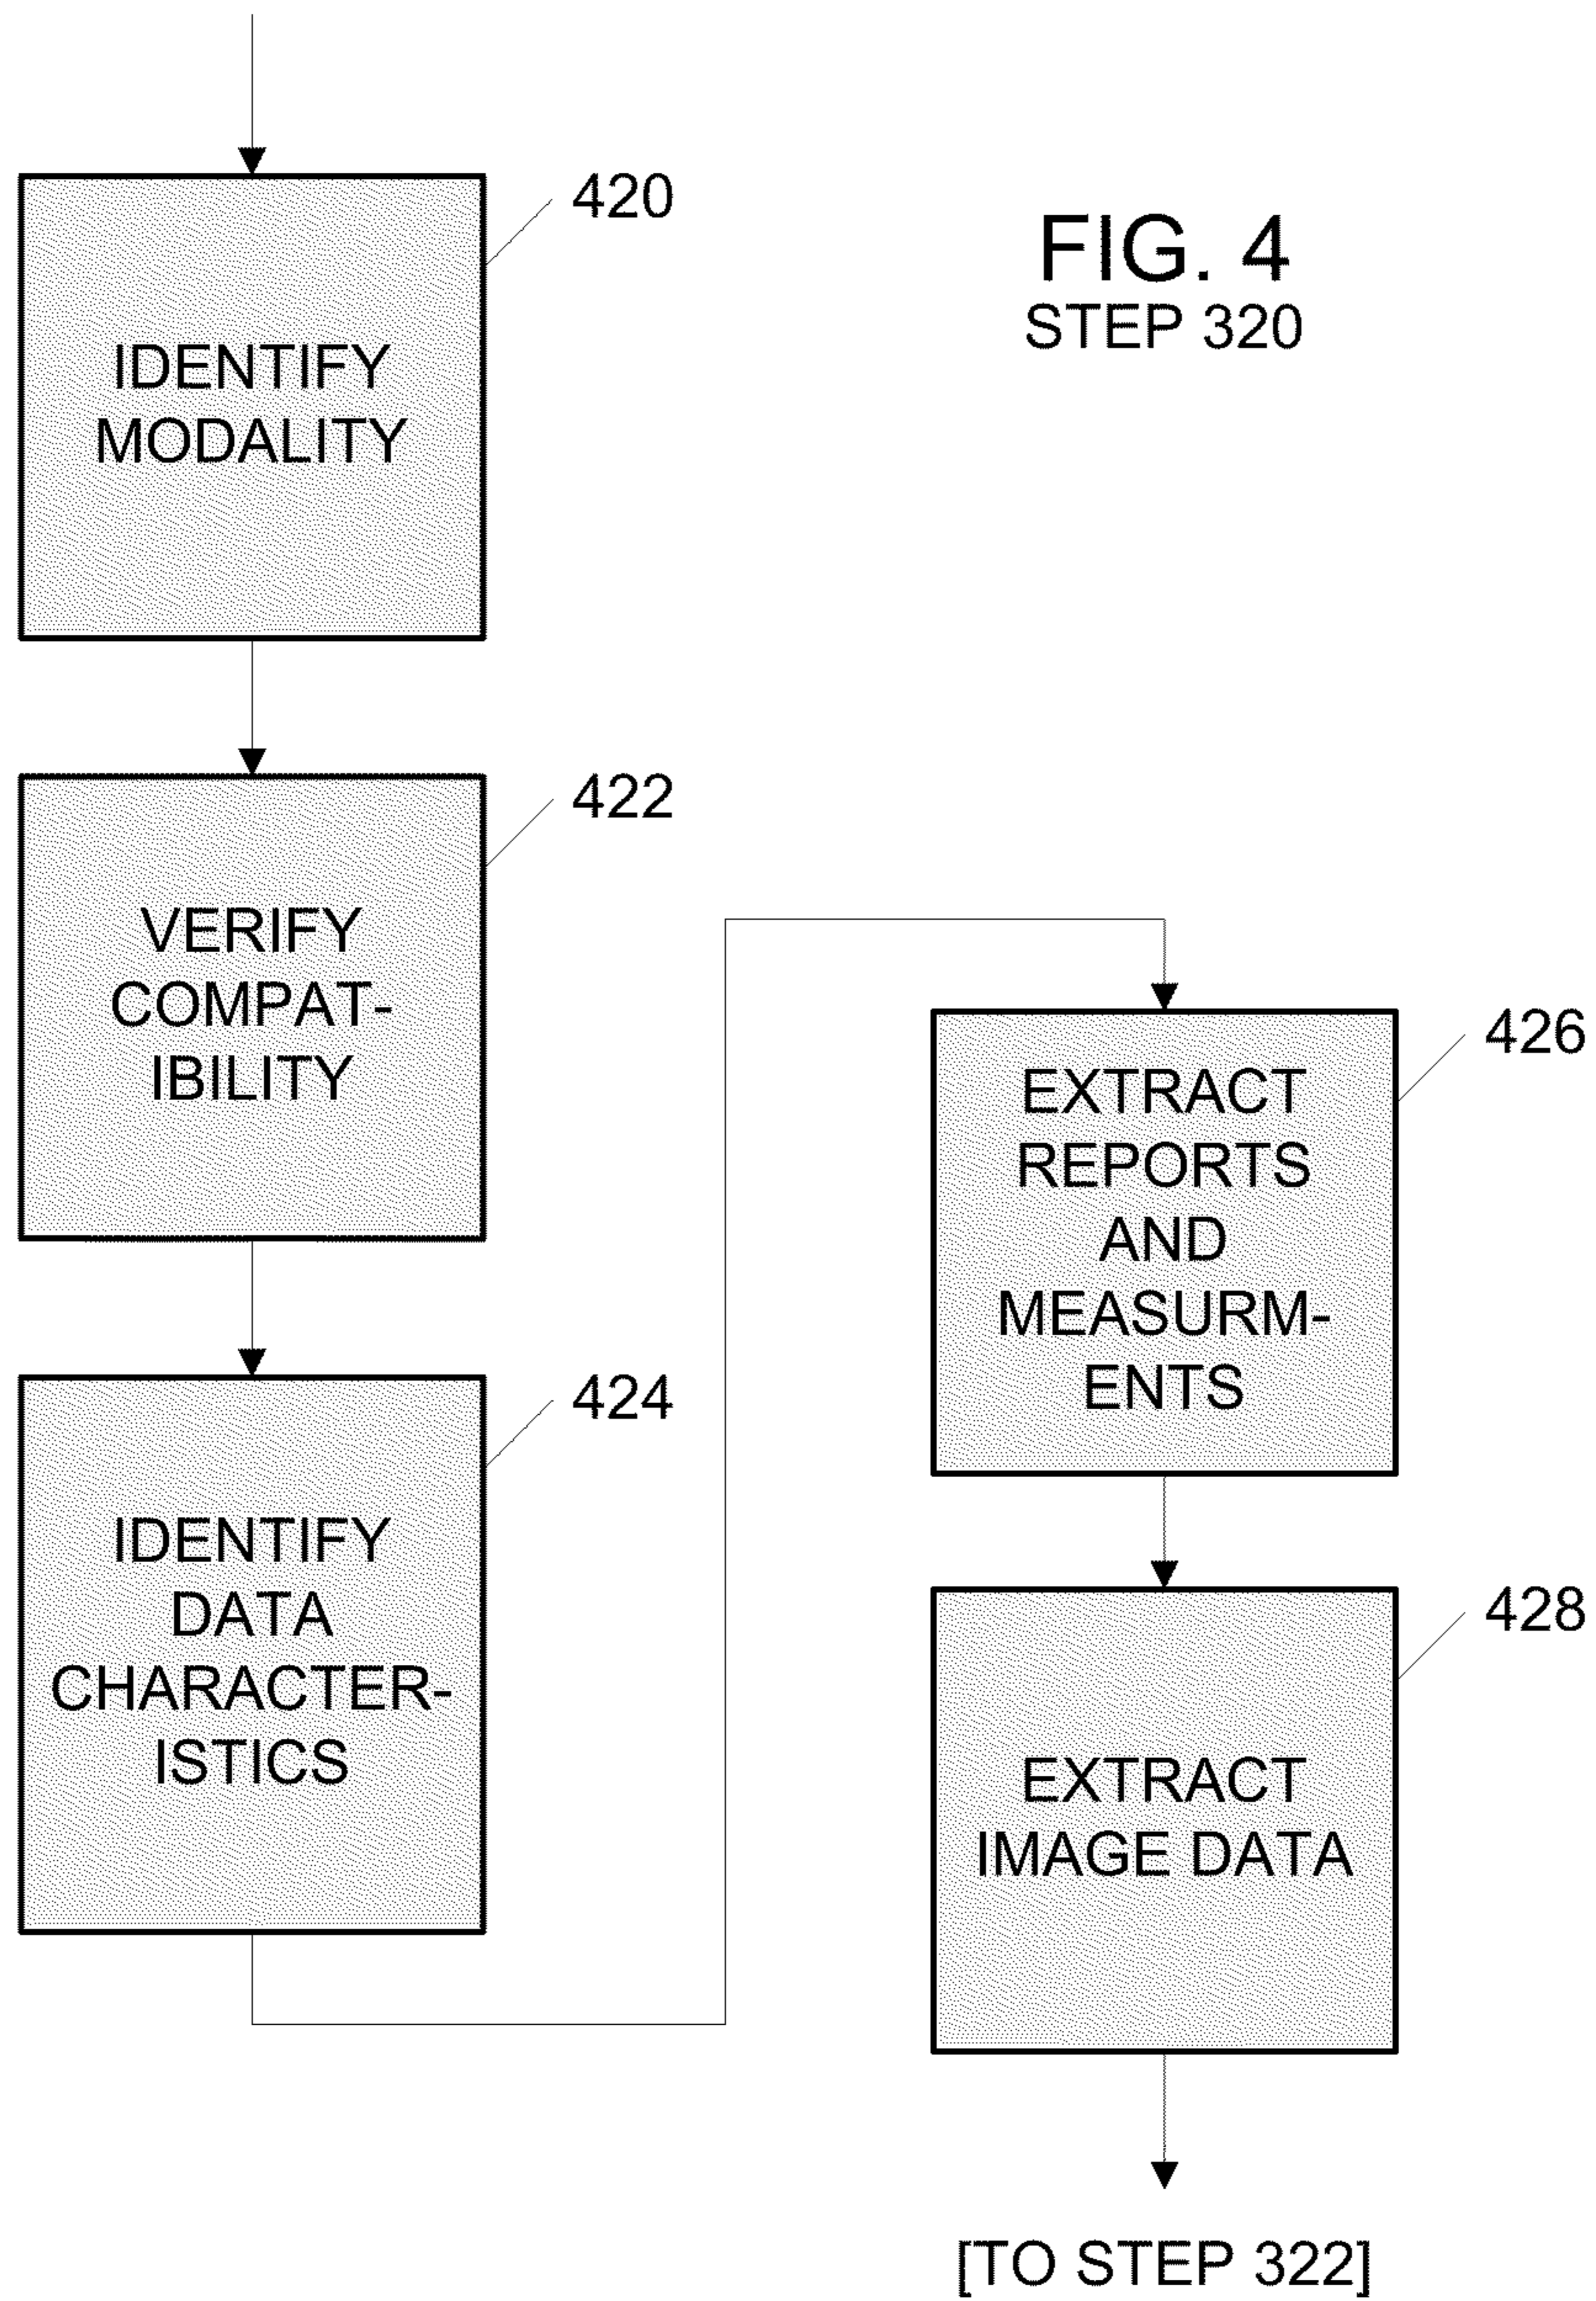 FIG. 4
STEP 320
420
IDENTIFY
MODALITY
422
VERIFY
COMPAT-
IBILITY
424
IDENTIFY
DATA
CHARACTER-
ISTICS
426
EXTRACT
REPORTS
AND
MEASURM-
ENTS
428
EXTRACT
IMAGE DATA
[TO STEP 322]